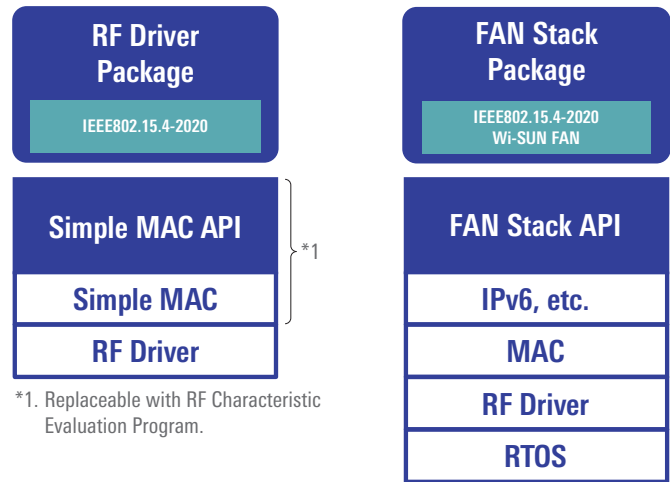 RF Driver
Package
IEEE802.15.4-2020
Simple MAC API
*1
Simple MAC
RF Driver
*1. Replaceable with RF Characteristic
Evaluation Program.
FAN Stack
Package
IEEE802.15.4-2020
Wi-SUN FAN
FAN Stack API
IPv6, etc.
MAC
RF Driver
RTOS